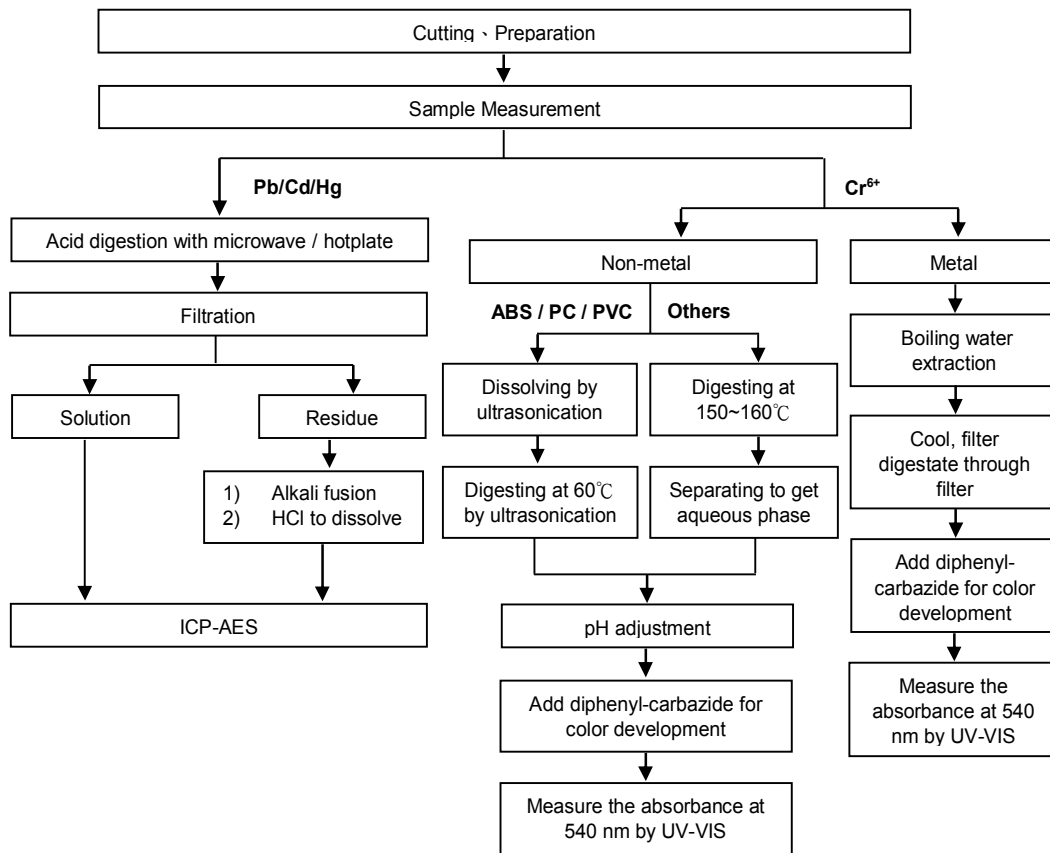 Cutting、Preparation
Sample Measurement
Pb/Cd/Hg
Cr⁶⁺
Acid digestion with microwave / hotplate
Filtration
Solution
Residue
1) Alkali fusion
2) HCl to dissolve
ICP-AES
Non-metal
ABS / PC / PVC
Others
Dissolving by
ultrasonication
Digesting at 60℃
by ultrasonication
Digesting at
150~160℃
Separating to get
aqueous phase
pH adjustment
Add diphenyl-carbazide for
color development
Measure the absorbance at
540 nm by UV-VIS
Metal
Boiling water
extraction
Cool, filter
digestate through
filter
Add diphenyl-
carbazide for color
development
Measure the
absorbance at 540
nm by UV-VIS